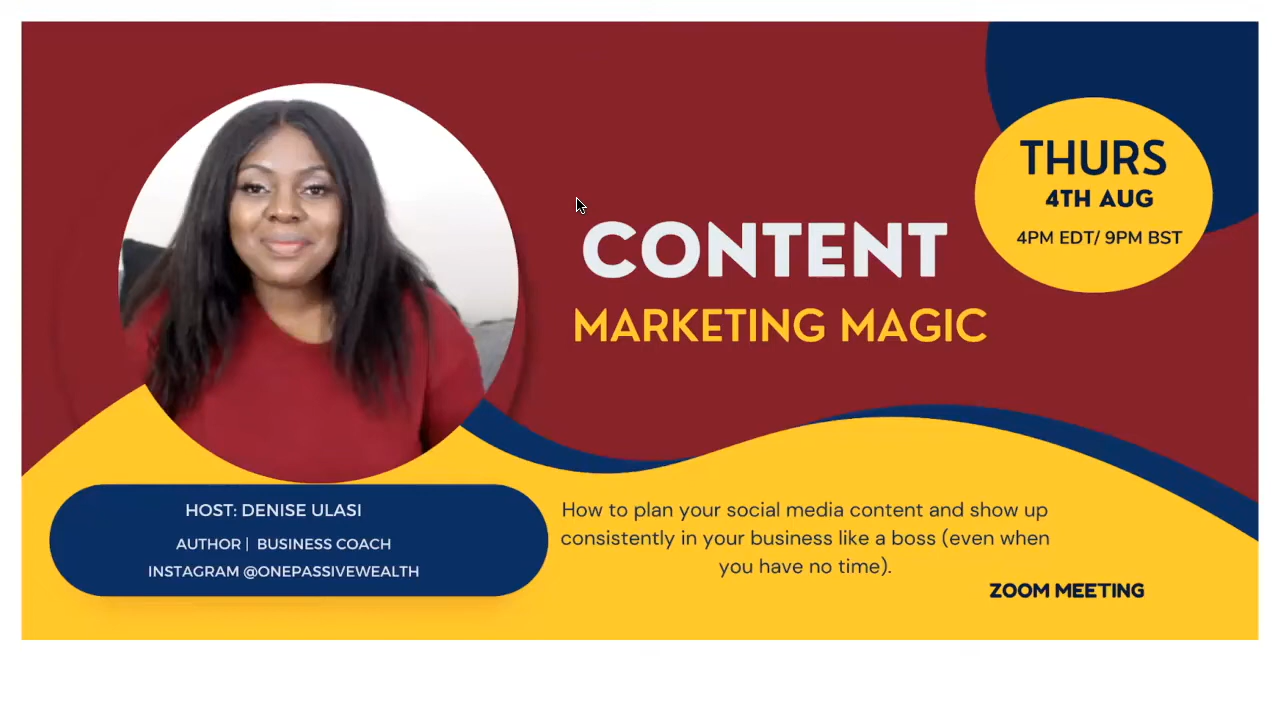 THURS
4TH AUG
4PM EDT/ 9PM BST
CONTENT
MARKETING MAGIC
HOST: DENISE ULASI
AUTHOR | BUSINESS COACH
INSTAGRAM @ONEPASSIVEWEALTH
How to plan your social media content and show up
consistently in your business like a boss (even when
you have no time).
ZOOM MEETING